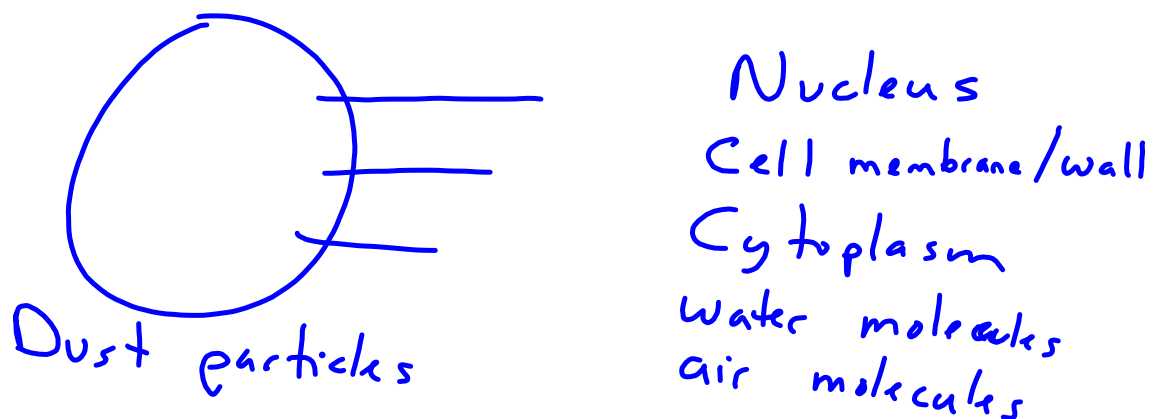 Nucleus
Cell membrane/wall
Cytoplasm
water molecules
air molecules
Dust particles